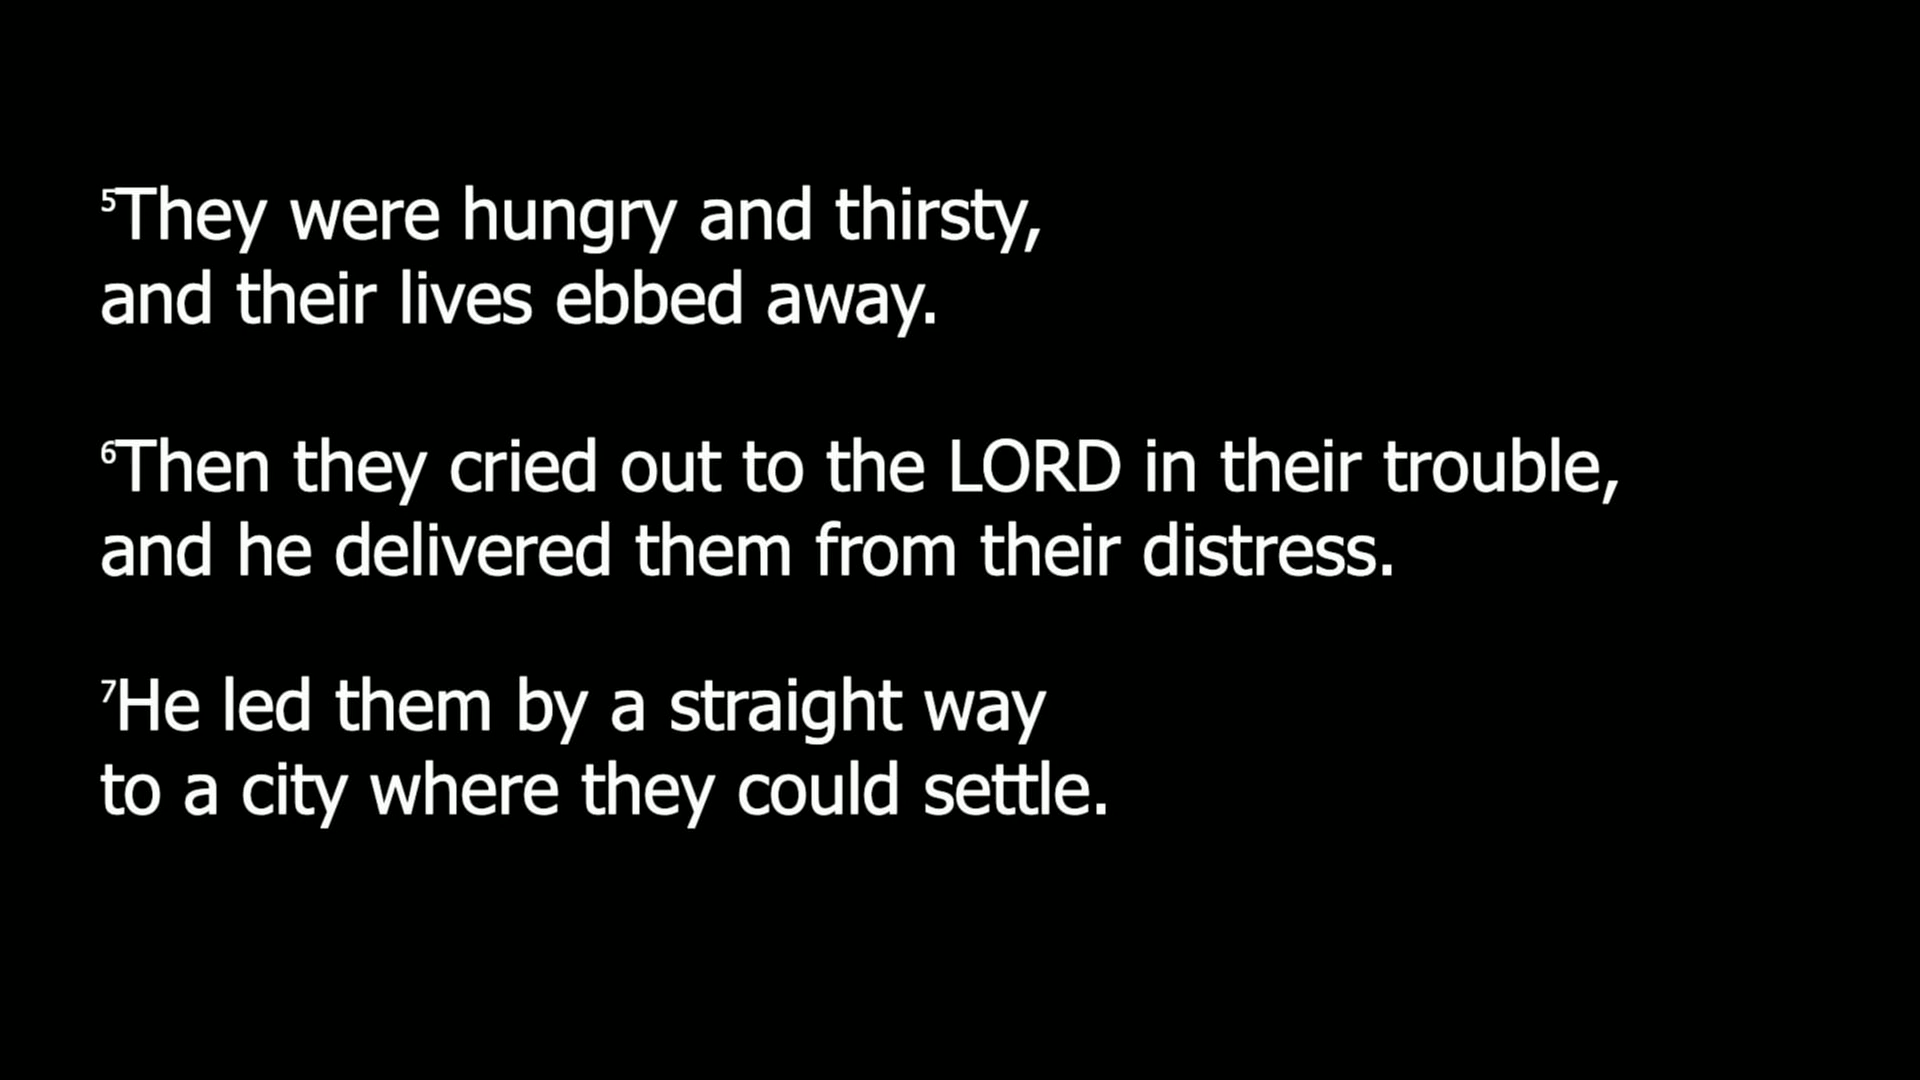 ⁵They were hungry and thirsty,
and their lives ebbed away.
⁶Then they cried out to the LORD in their trouble,
and he delivered them from their distress.
⁷He led them by a straight way
to a city where they could settle.